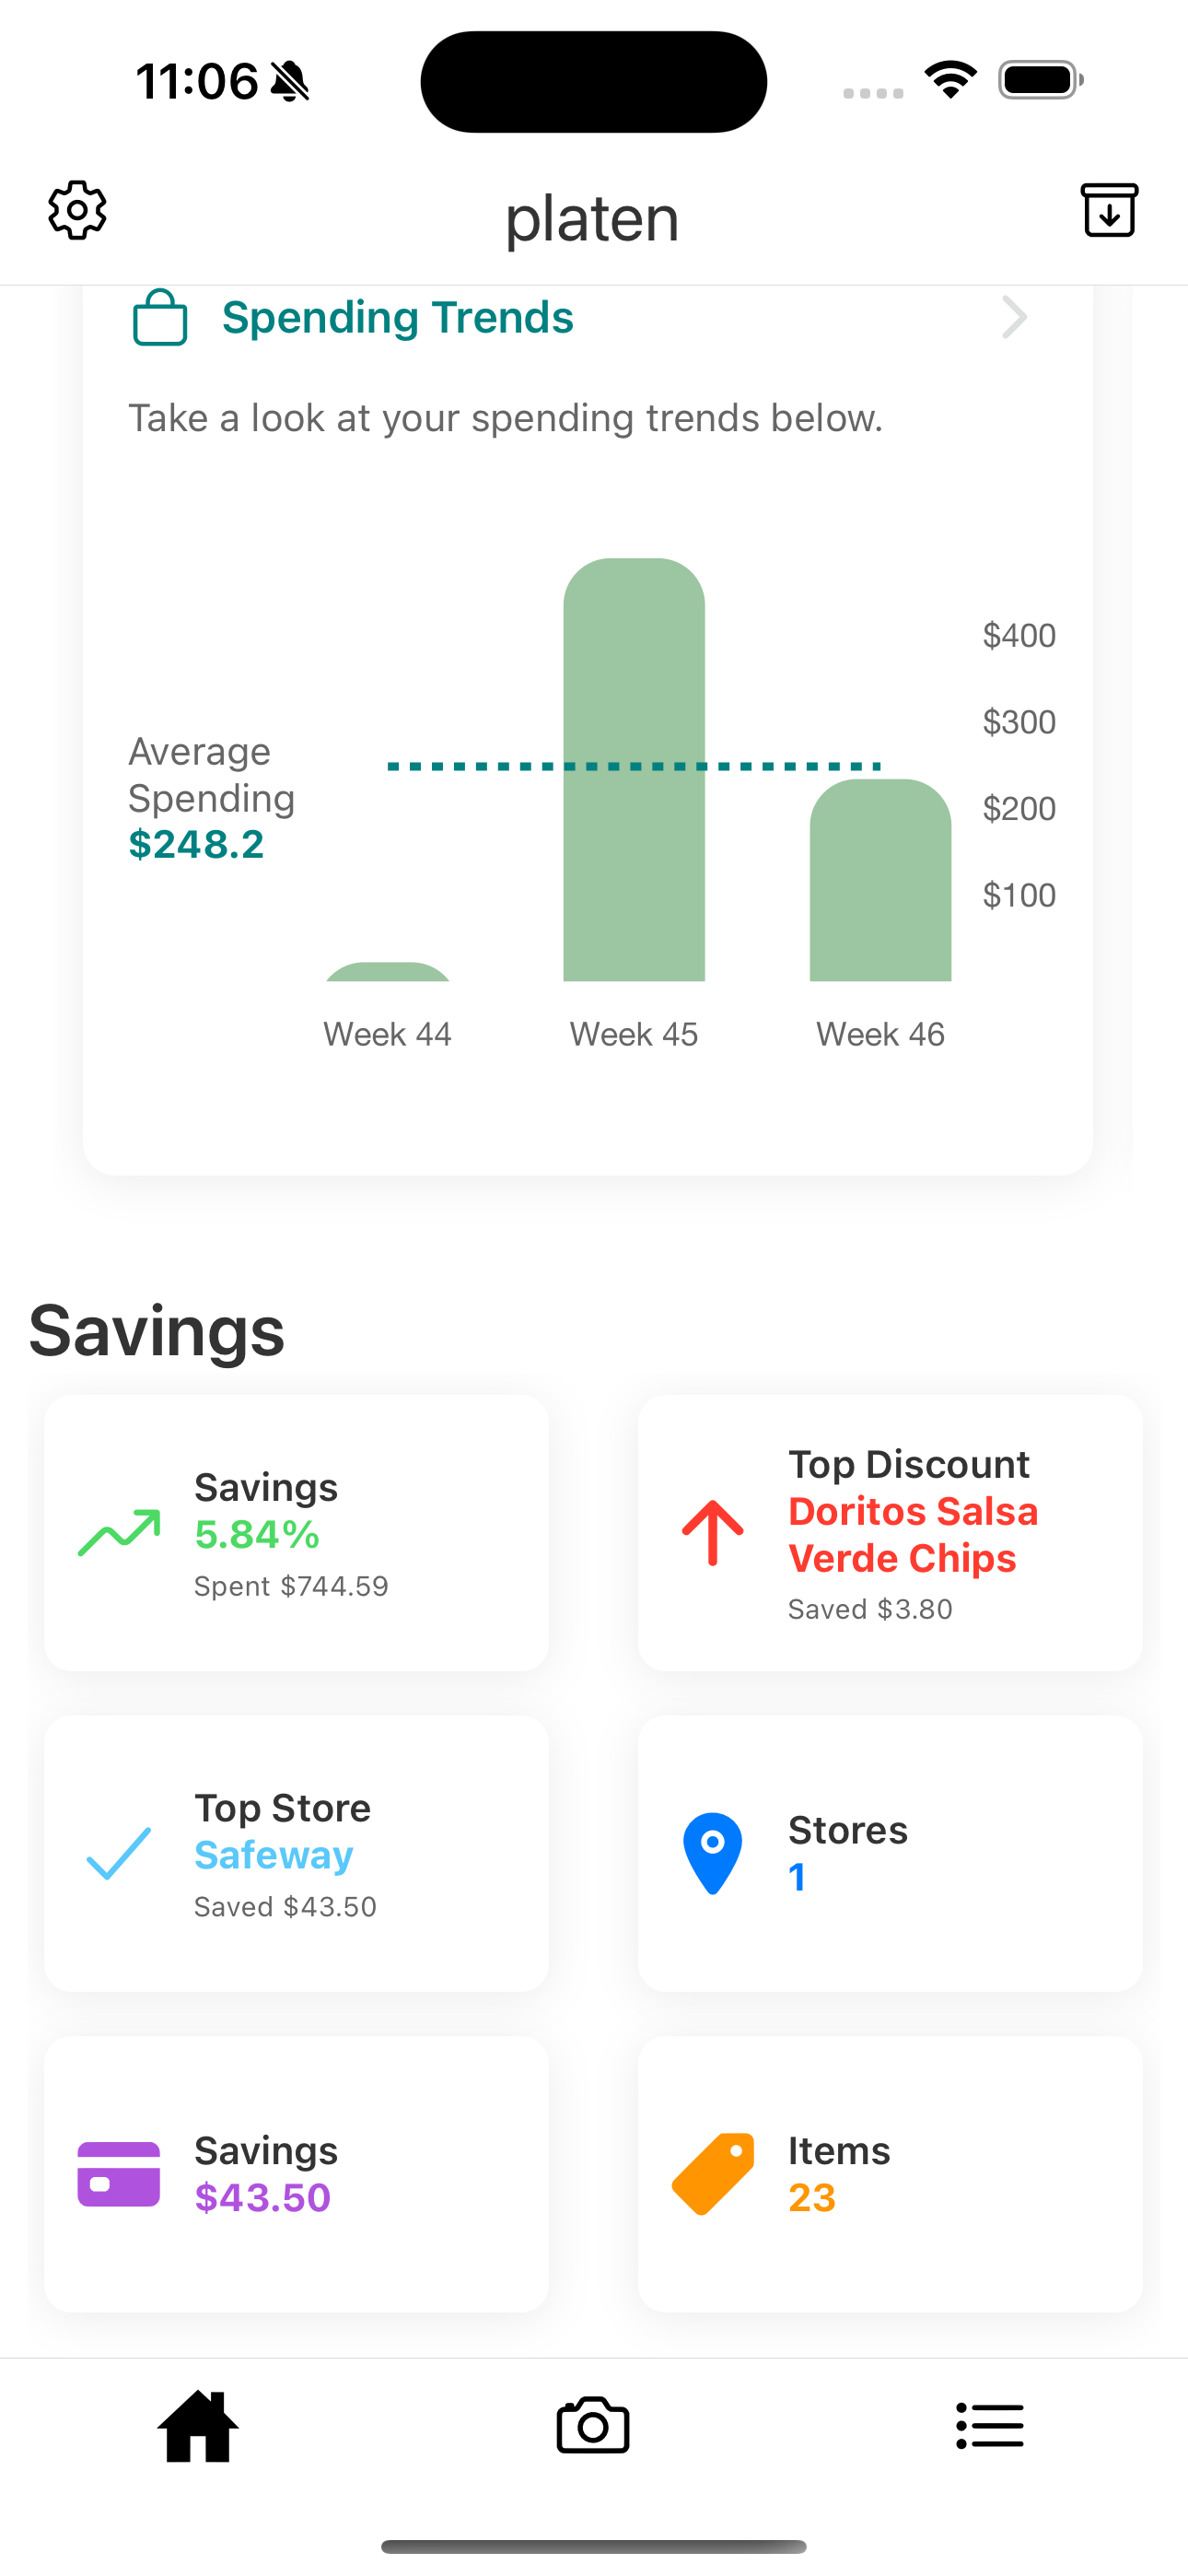 11:06
platen
Spending Trends
Take a look at your spending trends below.
$400
$300
Average
Spending
$248.2
$200
$100
Week 44 Week 45 Week 46
Savings
Savings
5.84%
Spent $744.59
Top Discount
Doritos Salsa
Verde Chips
Saved $3.80
Top Store
Safeway
Saved $43.50
Stores
1
Savings
$43.50
Items
23